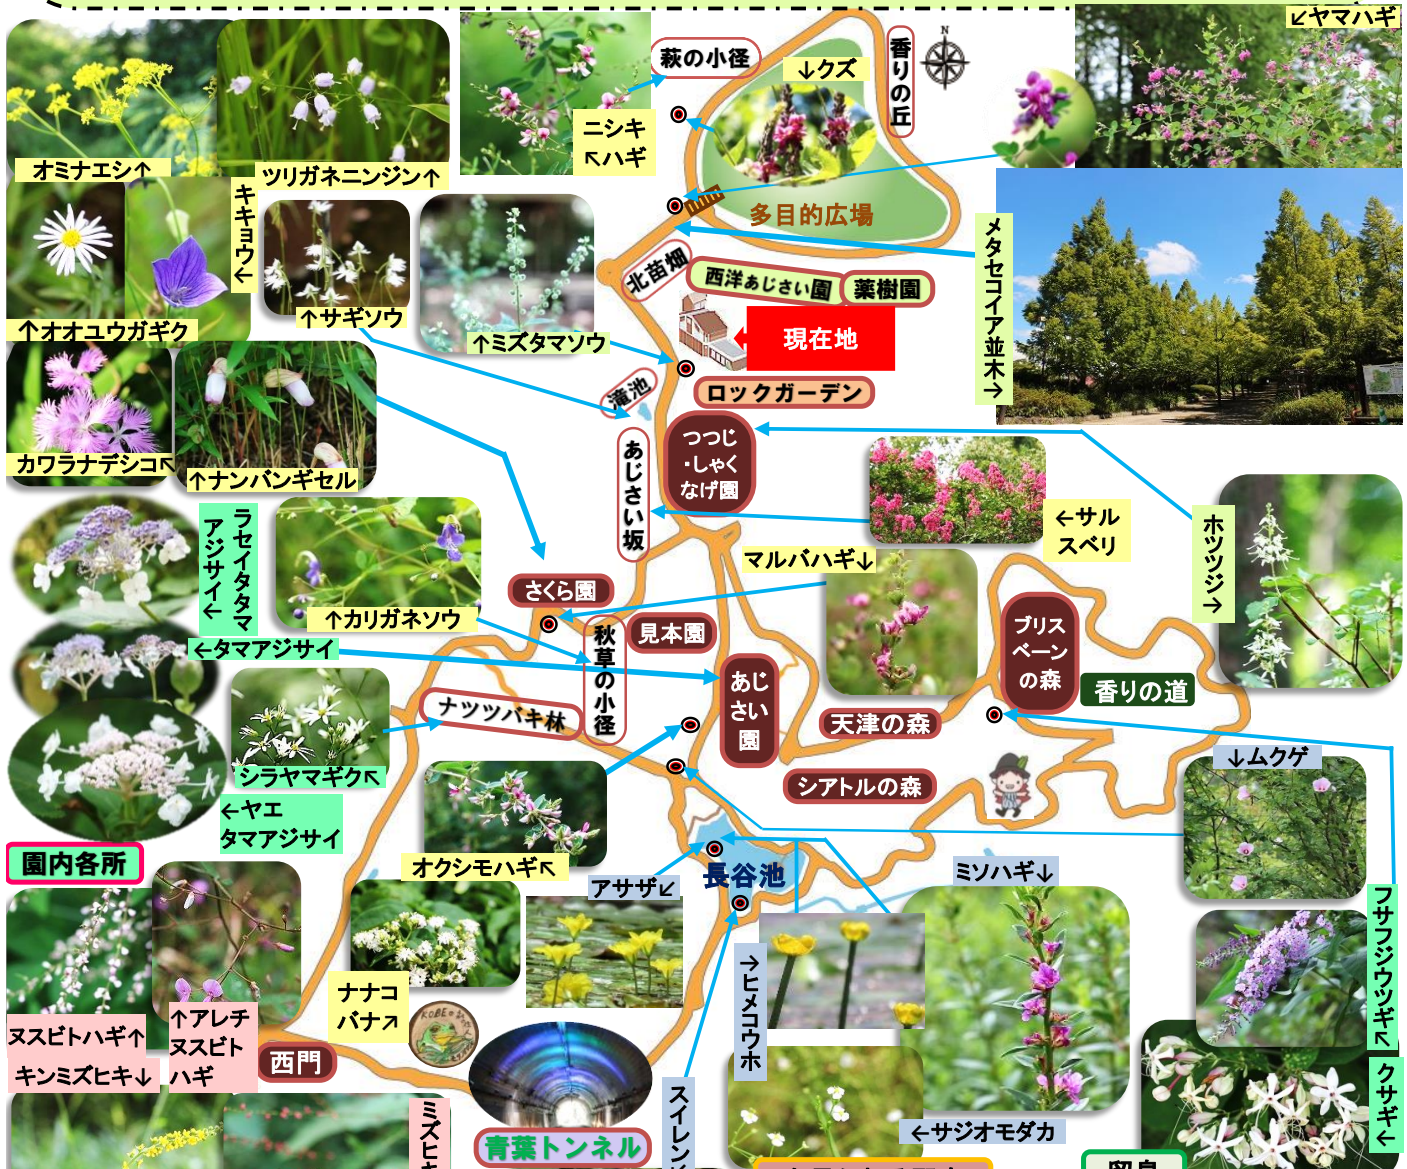 ↙ヤマハギ
萩の小径
香りの丘
N
↓クズ
ニシキ
↖ハギ
オミナエシ↑
ツリガネニンジン↑
キキョウ←
多目的広場
メタセコイア並木→
北苗畑
西洋あじさい園
薬樹園
↑オオユウガギク
↑サギソウ
↑ミズタマソウ
現在地
滝池
ロックガーデン
カワラナデシコ↖
↑ナンバンギセル
あじさい坂
つつじ
・しゃく
なげ園
←サル
スベリ
ホツツジ→
ラセイタタマ
アジサイ←
マルバハギ↓
さくら園
↑カリガネソウ
秋草の小径
見本園
ブリス
ベーン
の森
←タマアジサイ
あじ
さい
園
香りの道
ナツツバキ林
天津の森
シアトルの森
シラヤマギク↖
↓ムクゲ
←ヤエ
タマアジサイ
園内各所
オクシモハギ↖
アサザ↙
長谷池
ミソハギ↓
フサフジウツギ↖
→ヒメコウホ
ナナコ
バナ↗
KOBE
ヌスビトハギ↑
↑アレチ
ヌスビト
ハギ
キンミズヒキ↓
西門
クサギ←
ミズヒキ
青葉トンネル
スイレン
←サジオモダカ